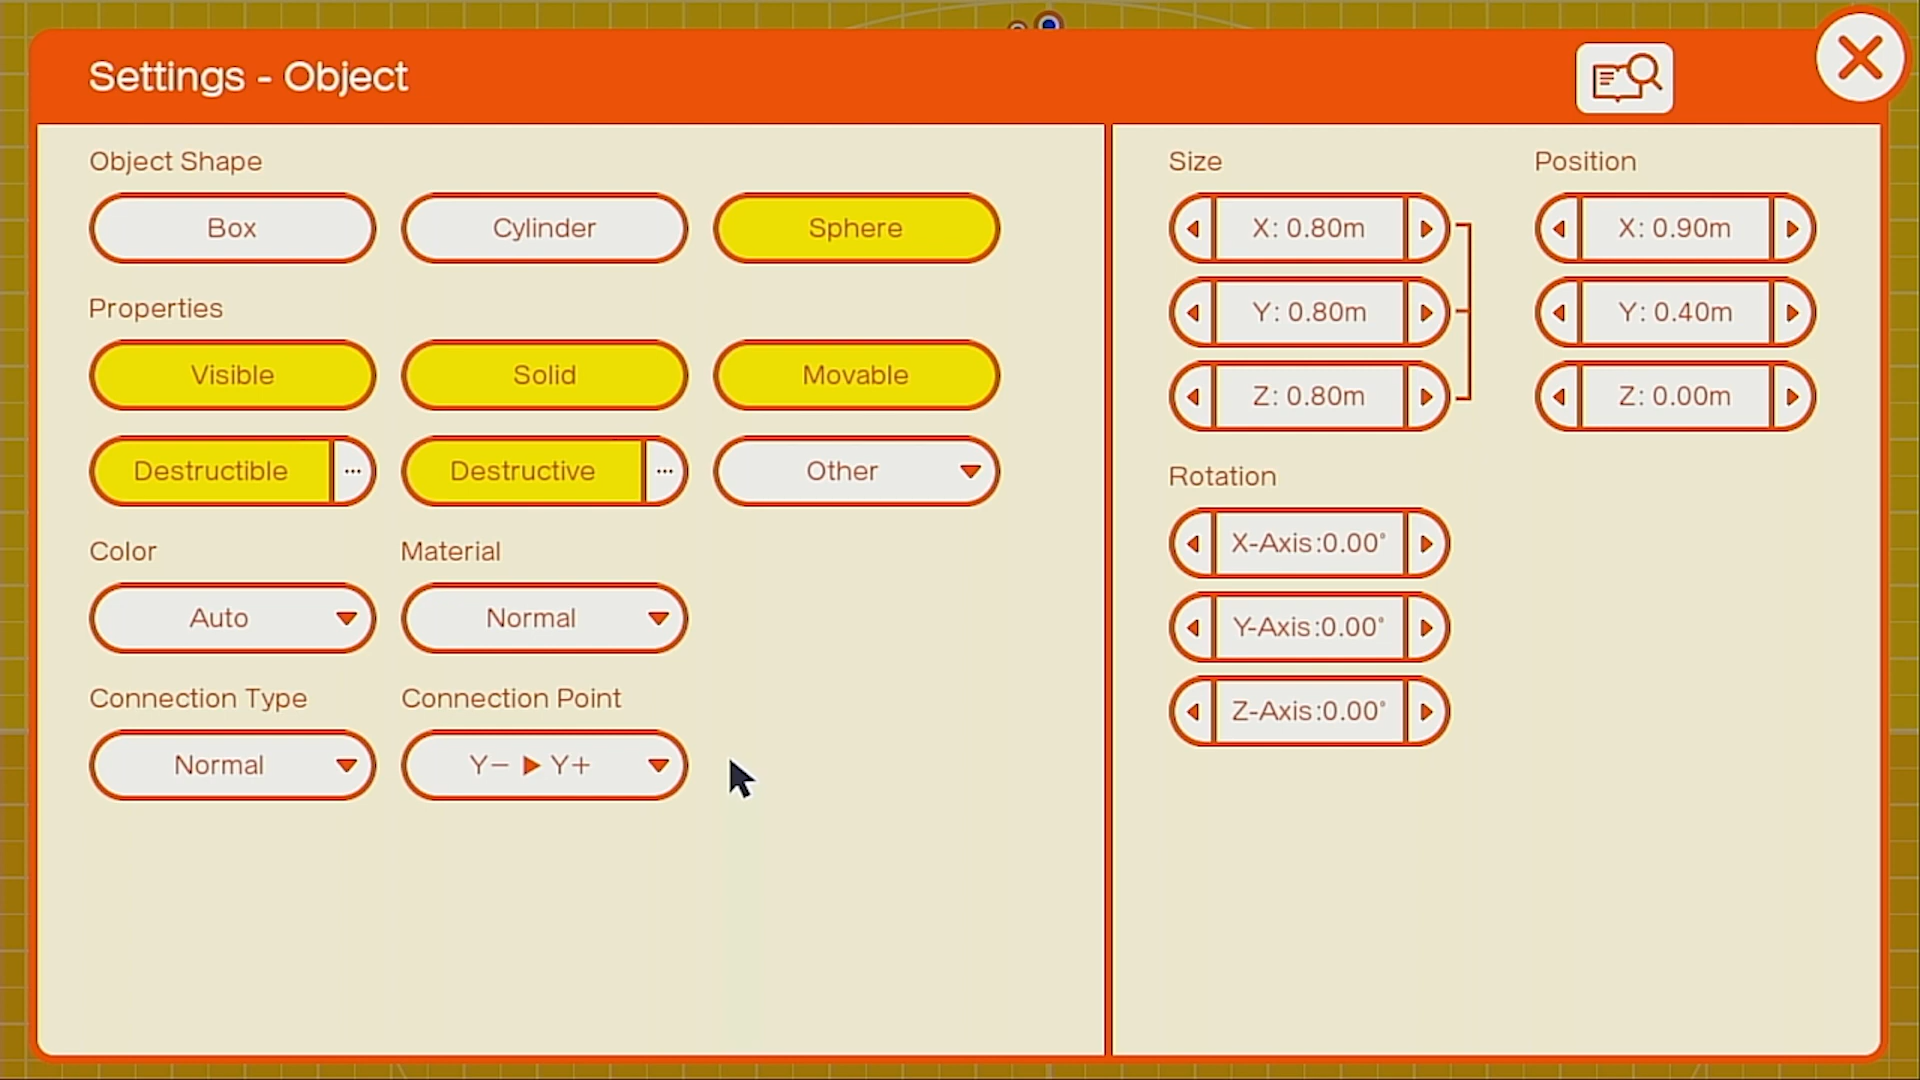 Settings - Object
Object Shape
Box
Cylinder
Sphere
Properties
Visible
Solid
Movable
Destructible
...
Destructive
...
Other
Color
Material
Auto
Normal
Connection Type
Connection Point
Normal
Y− ▶ Y+
Size
X: 0.80m
Y: 0.80m
Z: 0.80m
Position
X: 0.90m
Y: 0.40m
Z: 0.00m
Rotation
X-Axis:0.00°
Y-Axis:0.00°
Z-Axis:0.00°